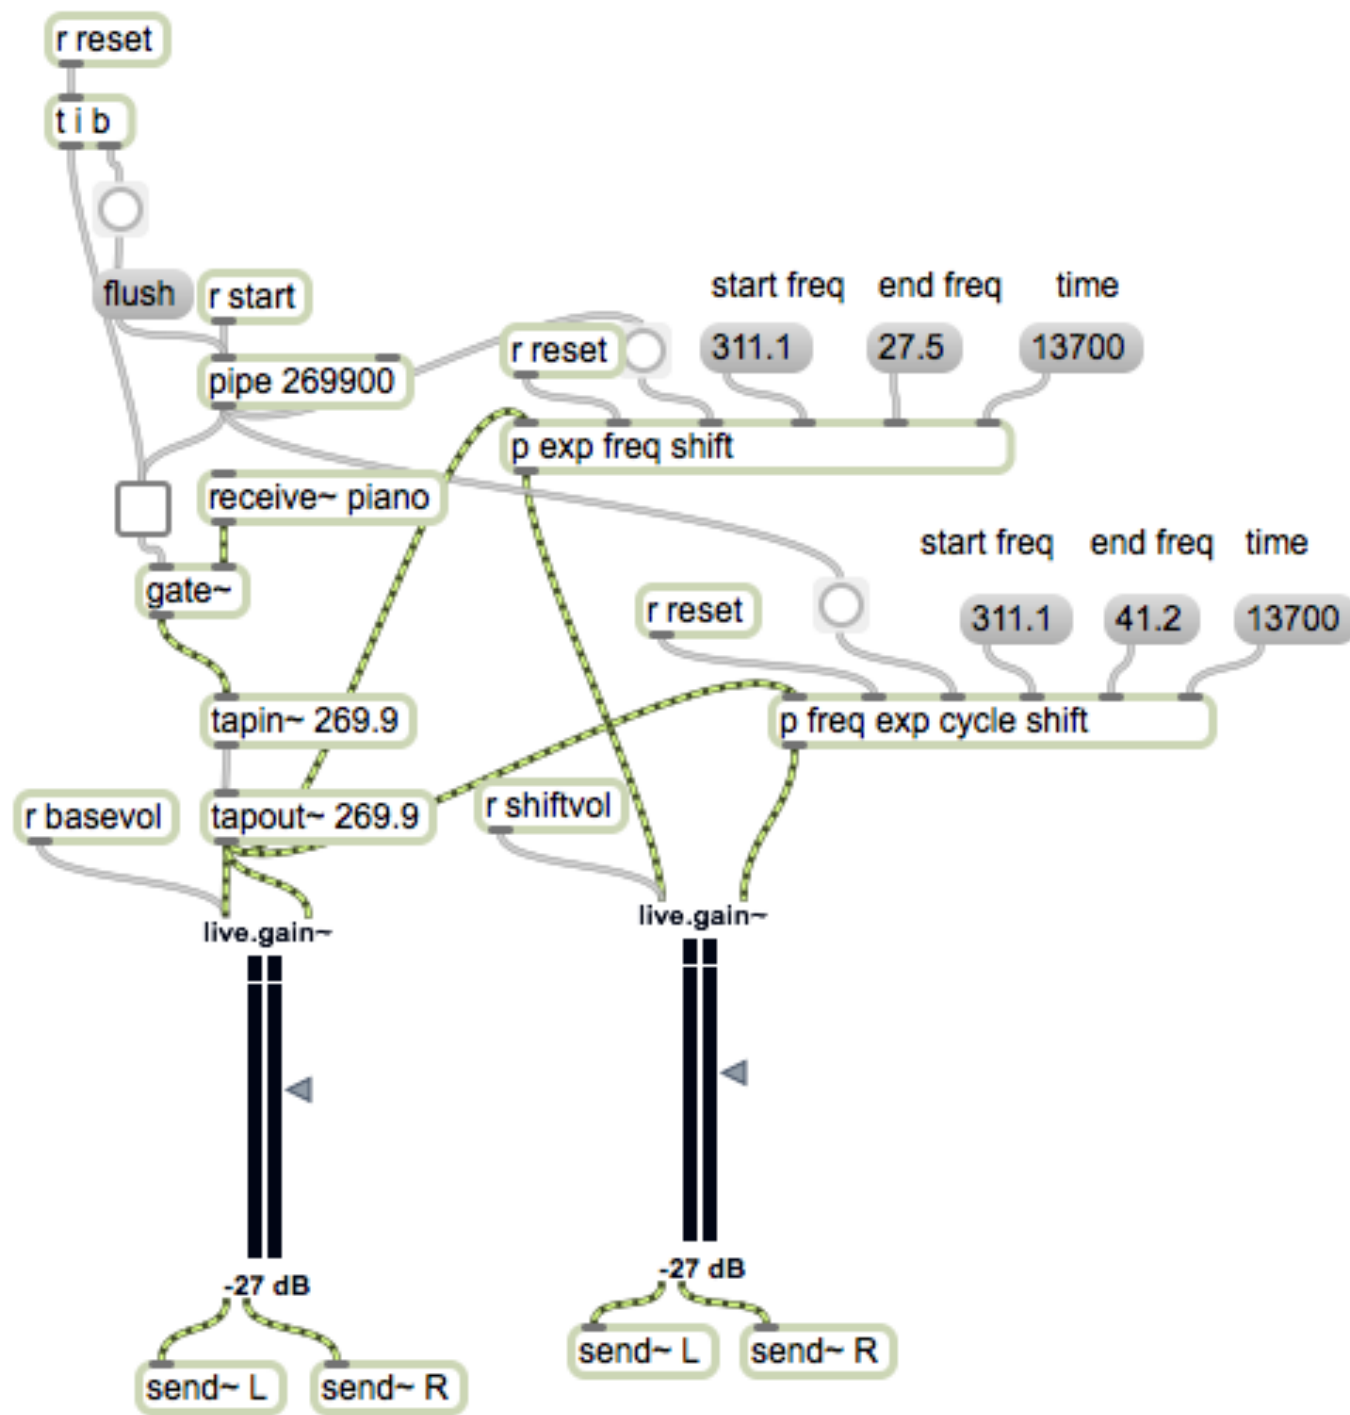 r reset
t i b
flush
r start
pipe 269900
r reset
start freq
end freq
time
311.1
27.5
13700
p exp freq shift
receive~ piano
gate~
start freq
end freq
time
r reset
311.1
41.2
13700
p freq exp cycle shift
tapin~ 269.9
r basevol
tapout~ 269.9
r shiftvol
live.gain~
live.gain~
-27 dB
-27 dB
send~ L
send~ R
send~ L
send~ R